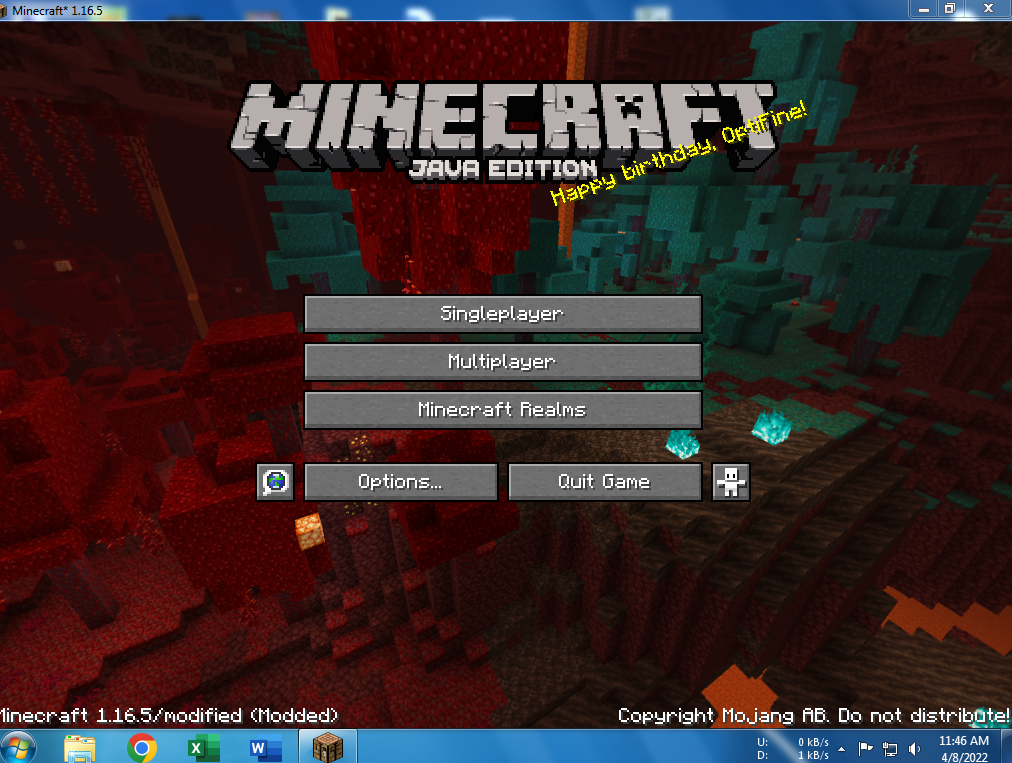 Minecraft* 1.16.5
MINECRAFT
JAVA EDITION
Happy birthday, OptiFine!
Singleplayer
Multiplayer
Minecraft Realms
Options...
Quit Game
Minecraft 1.16.5/modified (Modded)
Copyright Mojang AB. Do not distribute!
U: 0 kB/s
D: 1 kB/s
11:46 AM
4/8/2022